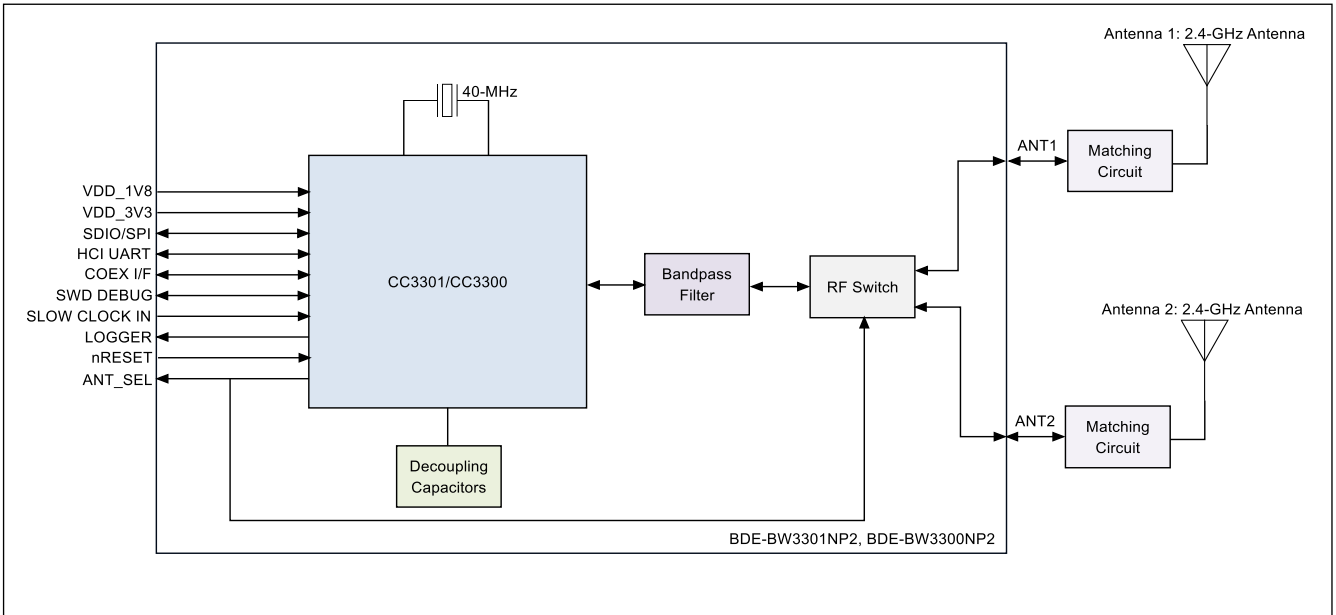 Antenna 1: 2.4-GHz Antenna
40-MHz
ANT1
Matching
Circuit
VDD_1V8
VDD_3V3
SDIO/SPI
HCI UART
COEX I/F
SWD DEBUG
SLOW CLOCK IN
LOGGER
nRESET
ANT_SEL
CC3301/CC3300
Bandpass
Filter
RF Switch
Antenna 2: 2.4-GHz Antenna
ANT2
Matching
Circuit
Decoupling
Capacitors
BDE-BW3301NP2, BDE-BW3300NP2